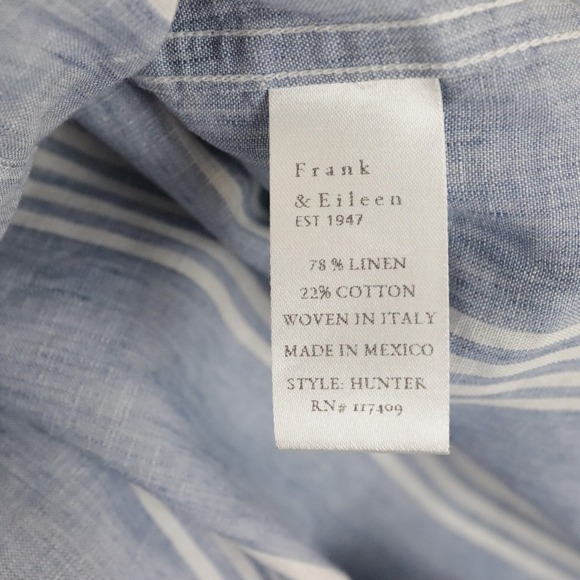 Frank
& Eileen
EST 1947
78 % LINEN
22% COTTON
WOVEN IN ITALY
MADE IN MEXICO
STYLE: HUNTER
RN# 117409